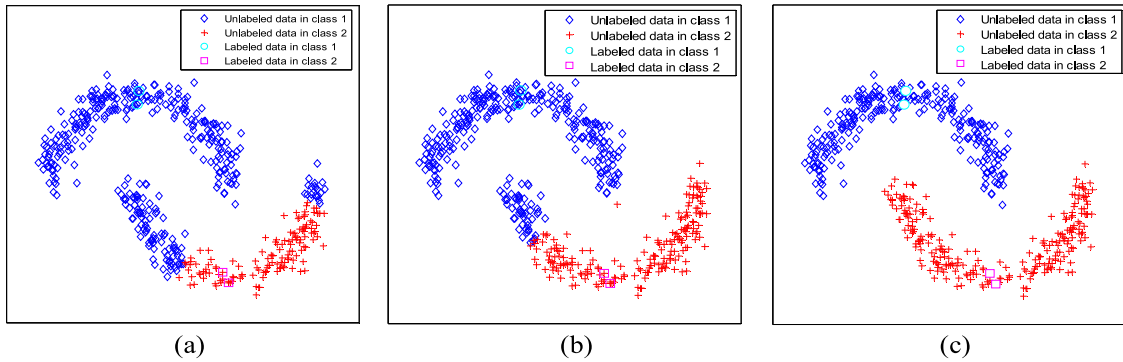 Unlabeled data in class 1
Unlabeled data in class 2
Labeled data in class 1
Labeled data in class 2
(a)
Unlabeled data in class 1
Unlabeled data in class 2
Labeled data in class 1
Labeled data in class 2
(b)
Unlabeled data in class 1
Unlabeled data in class 2
Labeled data in class 1
Labeled data in class 2
(c)